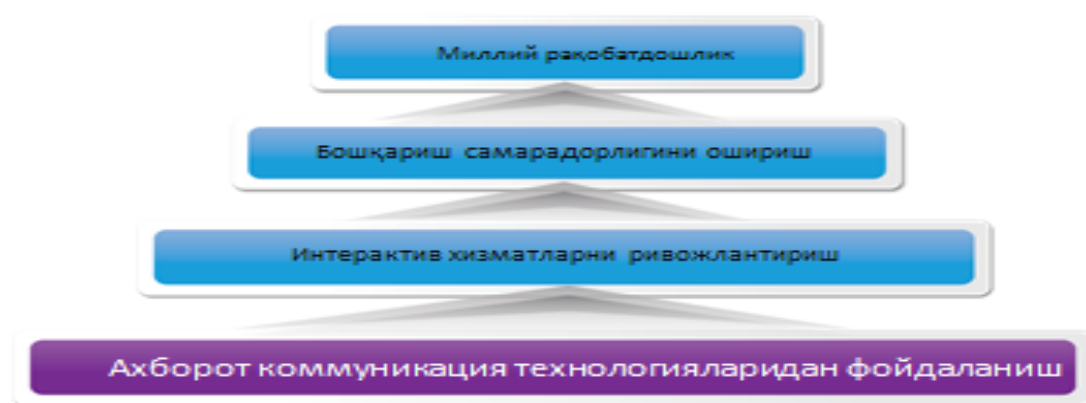 Миллий рақобатдошлик
Бошқариш самарадорлигини ошириш
Интерактив хизматларни ривожлантириш
Ахборот коммуникация технологияларидан фойдаланиш